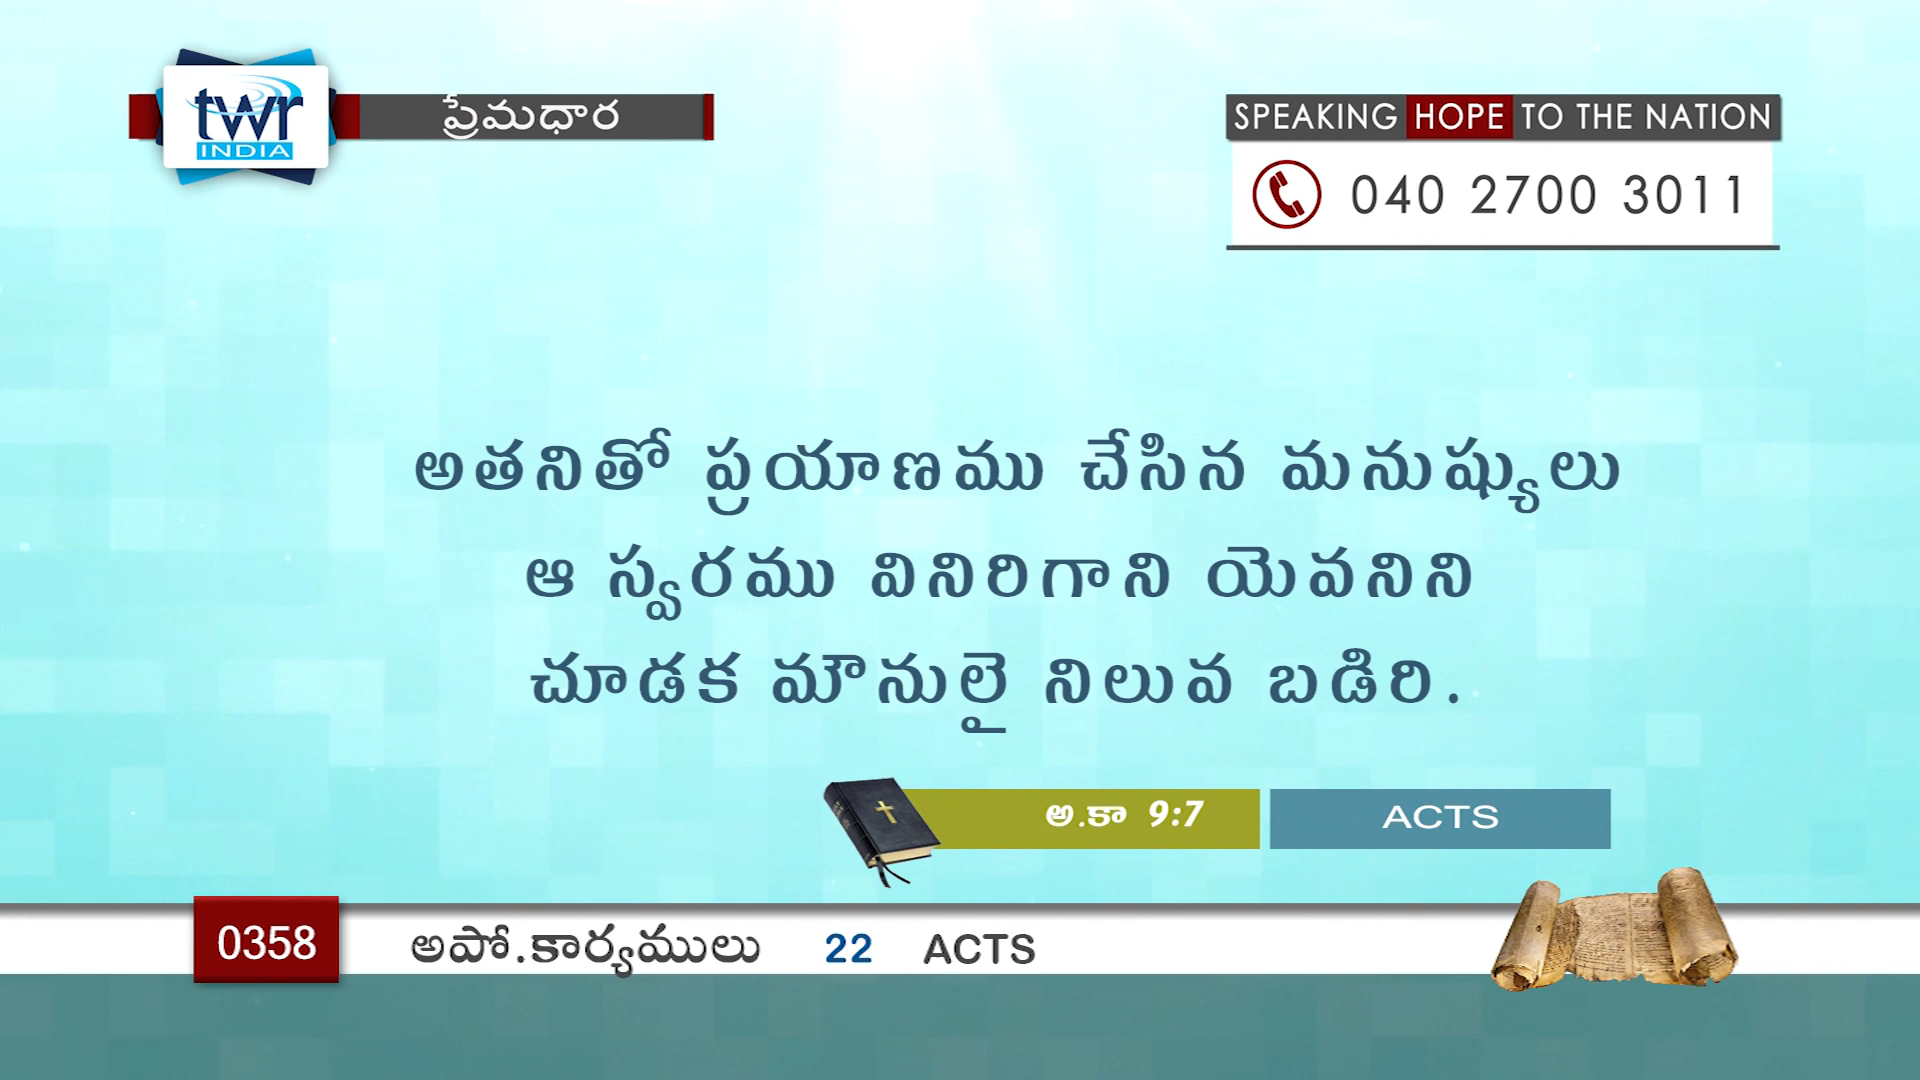 twr
INDIA
ప్రేమధార
SPEAKING HOPE TO THE NATION
040 2700 3011
అతనితో ప్రయాణము చేసిన మనుష్యులు
ఆ స్వరము వినిరిగాని యెవనిని
చూడక మౌనులై నిలువ బడిరి.
అ.కా 9:7
ACTS
0358
అపో.కార్యములు 22 ACTS